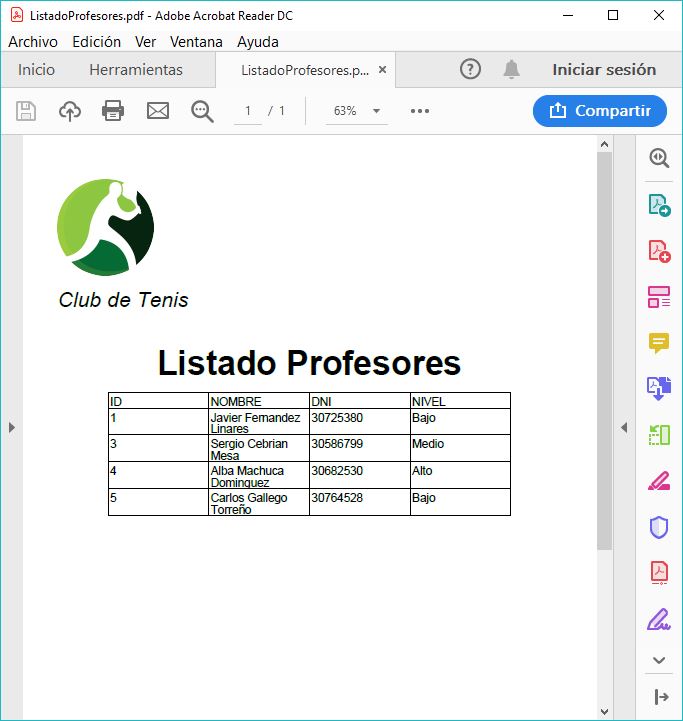 ListadoProfesores.pdf - Adobe Acrobat Reader DC
Archivo Edición Ver Ventana Ayuda
Inicio Herramientas ListadoProfesores.p... × ? Iniciar sesión
1 / 1 63% Compartir
Club de Tenis
Listado Profesores
ID NOMBRE DNI NIVEL
1 Javier Fernandez 30725380 Bajo
Linares
3 Sergio Cebrian 30586799 Medio
Mesa
4 Alba Machuca 30682530 Alto
Dominguez
5 Carlos Gallego 30764528 Bajo
Torreño